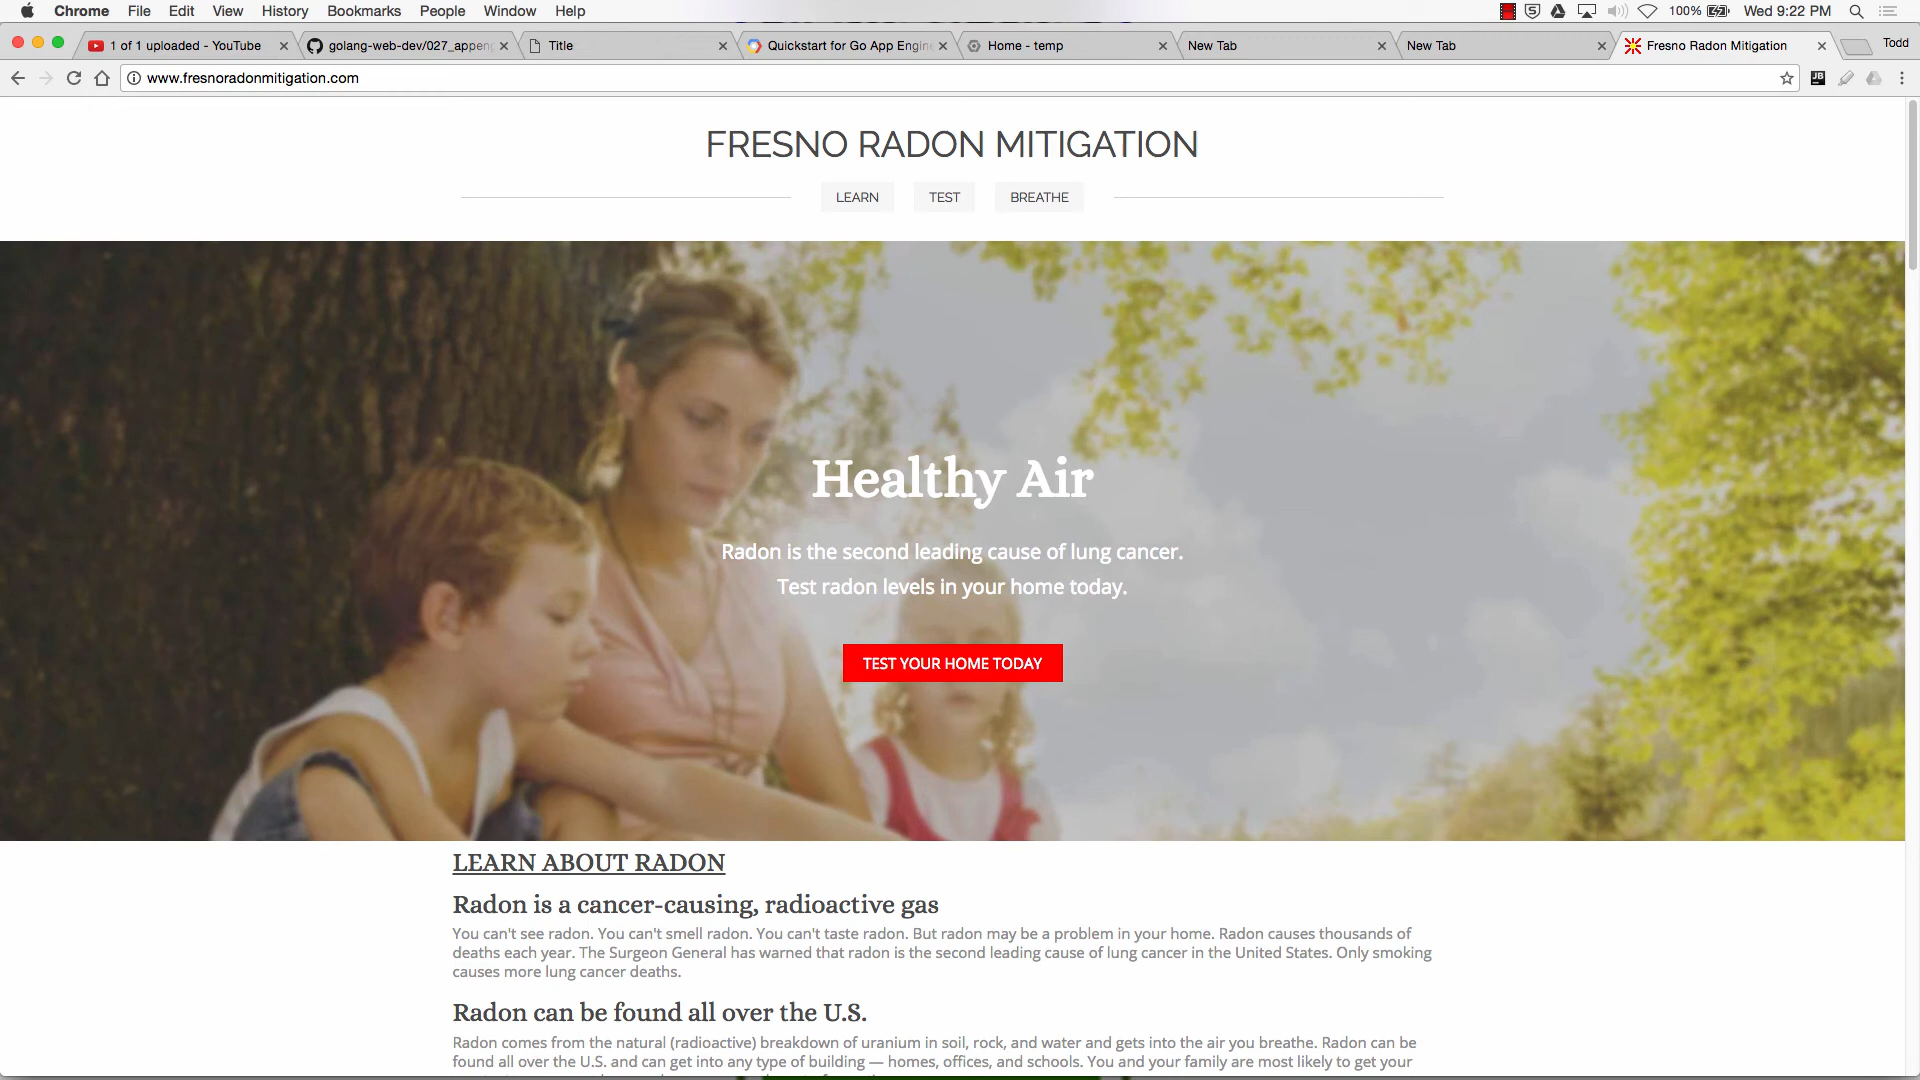 Chrome File Edit View History Bookmarks People Window Help 100% Wed 9:22 PM
1 of 1 uploaded - YouTube golang-web-dev/027_appeng Title Quickstart for Go App Engine Home - temp New Tab New Tab Fresno Radon Mitigation Todd
www.fresnoradonmitigation.com JB
FRESNO RADON MITIGATION
LEARN TEST BREATHE
Healthy Air
Radon is the second leading cause of lung cancer.
Test radon levels in your home today.
TEST YOUR HOME TODAY
LEARN ABOUT RADON
Radon is a cancer-causing, radioactive gas
You can't see radon. You can't smell radon. You can't taste radon. But radon may be a problem in your home. Radon causes thousands of
deaths each year. The Surgeon General has warned that radon is the second leading cause of lung cancer in the United States. Only smoking
causes more lung cancer deaths.
Radon can be found all over the U.S.
Radon comes from the natural (radioactive) breakdown of uranium in soil, rock, and water and gets into the air you breathe. Radon can be
found all over the U.S. and can get into any type of building — homes, offices, and schools. You and your family are most likely to get your